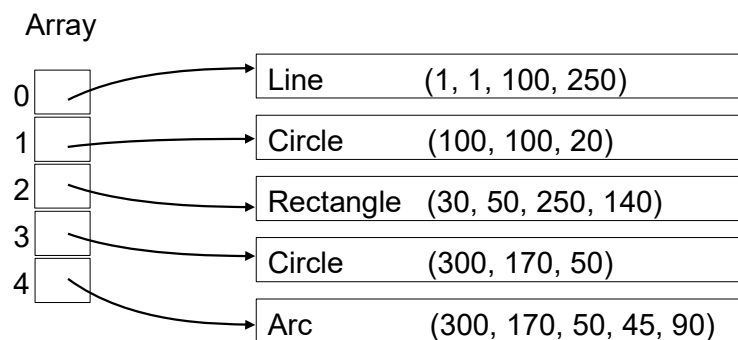 Array
0 Line (1, 1, 100, 250)
1 Circle (100, 100, 20)
2 Rectangle (30, 50, 250, 140)
3 Circle (300, 170, 50)
4 Arc (300, 170, 50, 45, 90)